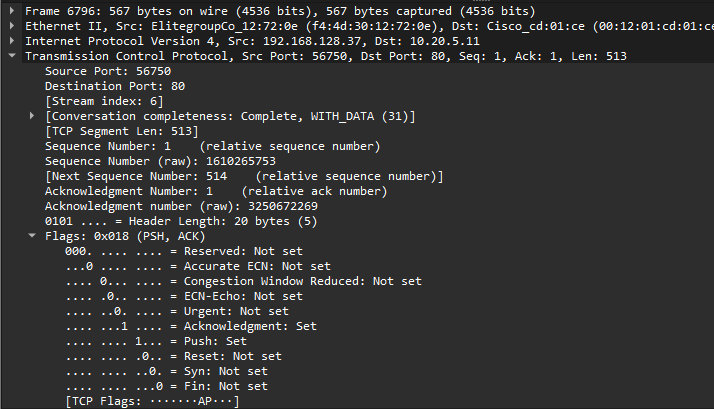 Frame 6796: 567 bytes on wire (4536 bits), 567 bytes captured (4536 bits)
Ethernet II, Src: ElitegroupCo_12:72:0e (f4:4d:30:12:72:0e), Dst: Cisco_cd:01:ce (00:12:01:cd:01:ce
Internet Protocol Version 4, Src: 192.168.128.37, Dst: 10.20.5.11
Transmission Control Protocol, Src Port: 56750, Dst Port: 80, Seq: 1, Ack: 1, Len: 513
Source Port: 56750
Destination Port: 80
[Stream index: 6]
[Conversation completeness: Complete, WITH_DATA (31)]
[TCP Segment Len: 513]
Sequence Number: 1    (relative sequence number)
Sequence Number (raw): 1610265753
[Next Sequence Number: 514    (relative sequence number)]
Acknowledgment Number: 1    (relative ack number)
Acknowledgment number (raw): 3250672269
0101 .... = Header Length: 20 bytes (5)
Flags: 0x018 (PSH, ACK)
000. .... .... = Reserved: Not set
...0 .... .... = Accurate ECN: Not set
.... 0... .... = Congestion Window Reduced: Not set
.... .0.. .... = ECN-Echo: Not set
.... ..0. .... = Urgent: Not set
.... ...1 .... = Acknowledgment: Set
.... .... 1... = Push: Set
.... .... .0.. = Reset: Not set
.... .... ..0. = Syn: Not set
.... .... ...0 = Fin: Not set
[TCP Flags: ·······AP···]